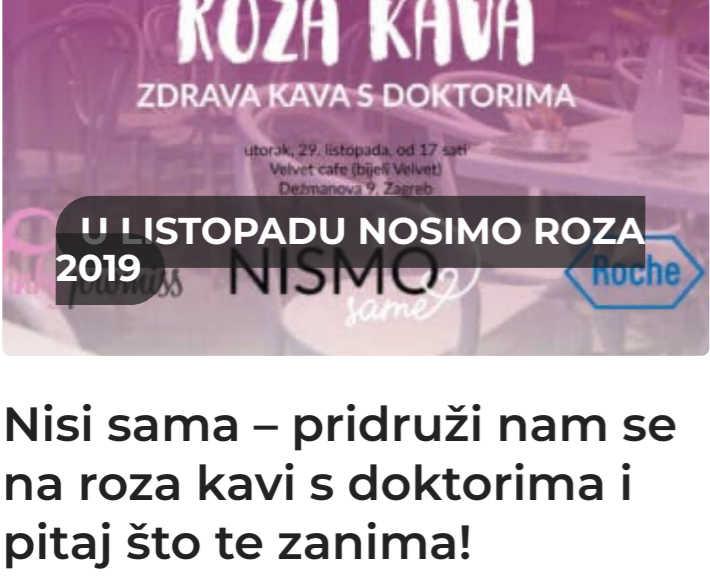 ROZA KAVA
ZDRAVA KAVA S DOKTORIMA
utorak, 29. listopada, od 17 sati
Velvet cafe (bijeli Velvet)
Dežmanova 9, Zagreb
U LISTOPADU NOSIMO ROZA
2019
NISMO
same
Roche
Nisi sama – pridruži nam se
na roza kavi s doktorima i
pitaj što te zanima!